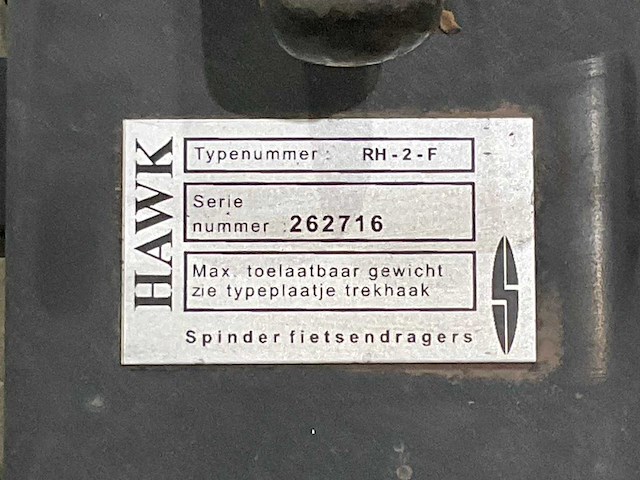 HAWK
Typenummer : RH - 2 - F
Serie
nummer : 262716
Max. toelaatbaar gewicht
zie typeplaatje trekhaak
Spinder fietsendragers
S